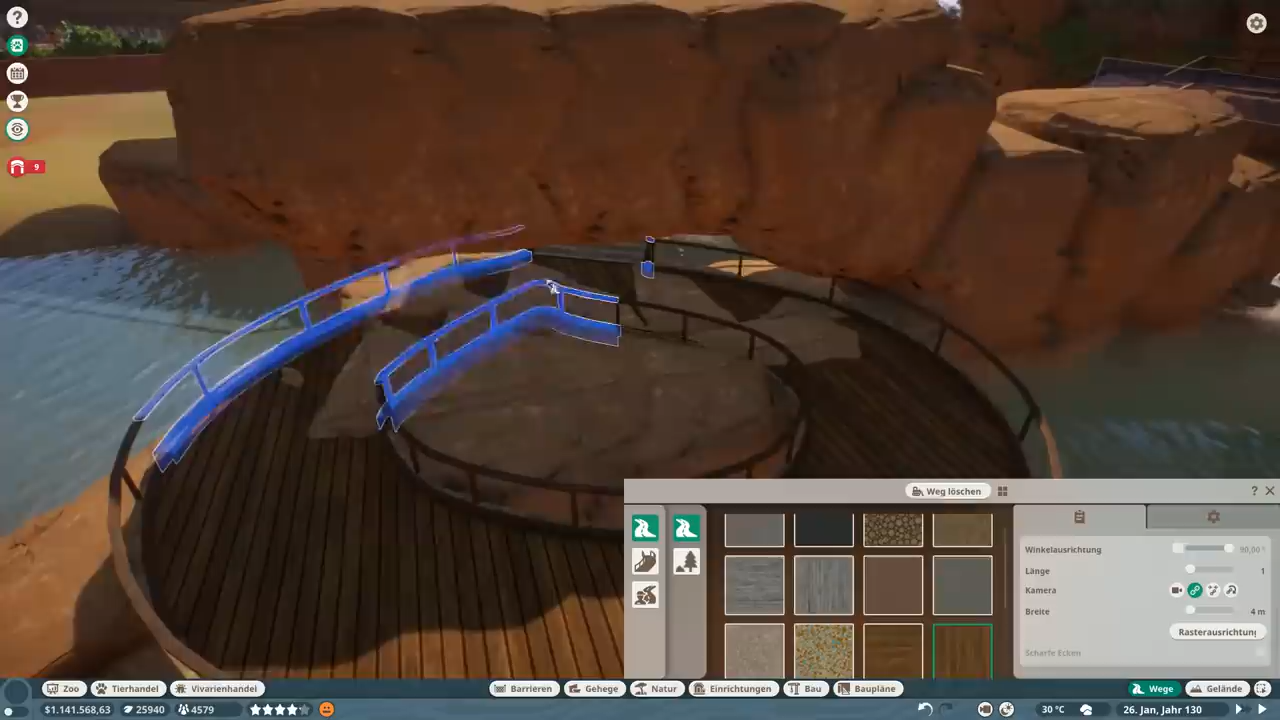 ?
9
Weg löschen
?
Winkelausrichtung 90,00°
Länge 1
Kamera
Breite 4 m
Rasterausrichtung
Scharfe Ecken
Zoo Tierhandel Vivarienhandel Barrieren Gehege Natur Einrichtungen Bau Baupläne Wege Gelände
$1.141.568,63 25940 4579 30 °C 26. Jan, Jahr 130